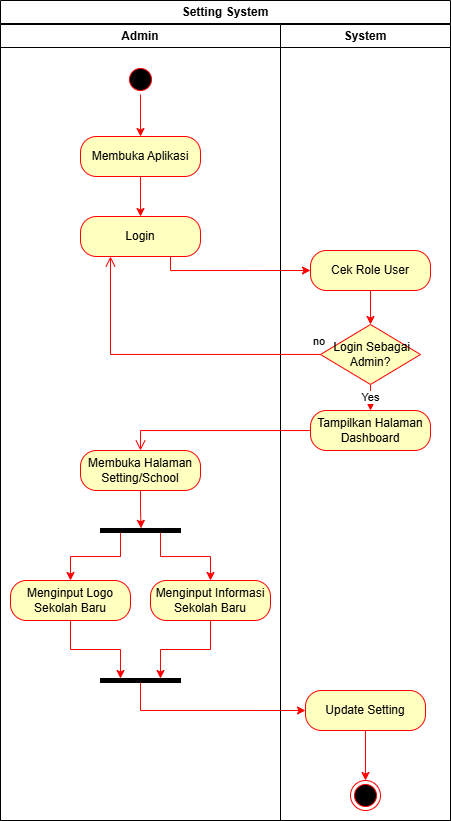 Setting System
Admin
System
Membuka Aplikasi
Login
Cek Role User
no
Login Sebagai
Admin?
Yes
Tampilkan Halaman
Dashboard
Membuka Halaman
Setting/School
Menginput Logo
Sekolah Baru
Menginput Informasi
Sekolah Baru
Update Setting